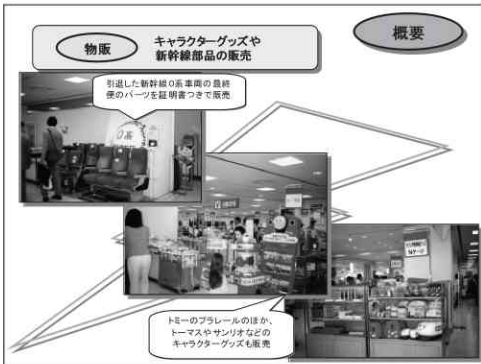 概要
物販
キャラクターグッズや
新幹線部品の販売
引退した新幹線0系車両の最終
便のパーツを証明書つきで販売
0系
トミーのプラレールのほか、
トーマスやサンリオなどの
キャラクターグッズも販売